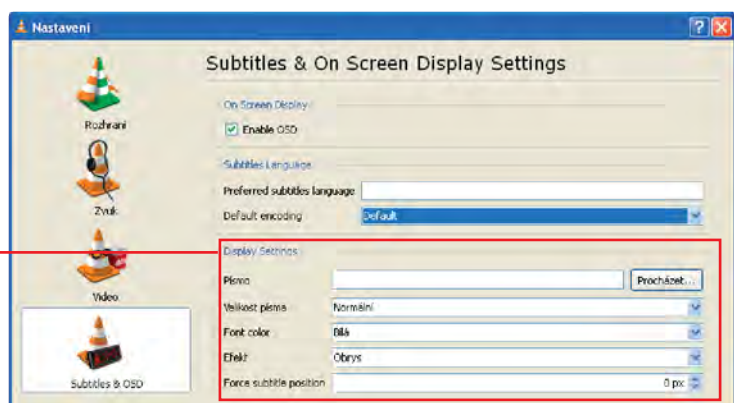 Nastavení
Subtitles & On Screen Display Settings
On Screen Display
Enable OSD
Rozhraní
Subtitles Language
Preferred subtitles language
Default encoding Default
Zvuk
Display Settings
Písmo Procházet...
Video
Velikost písma Normální
Font color Bílá
Efekt Obrys
Subtitles & OSD
Force subtitle position 0 px